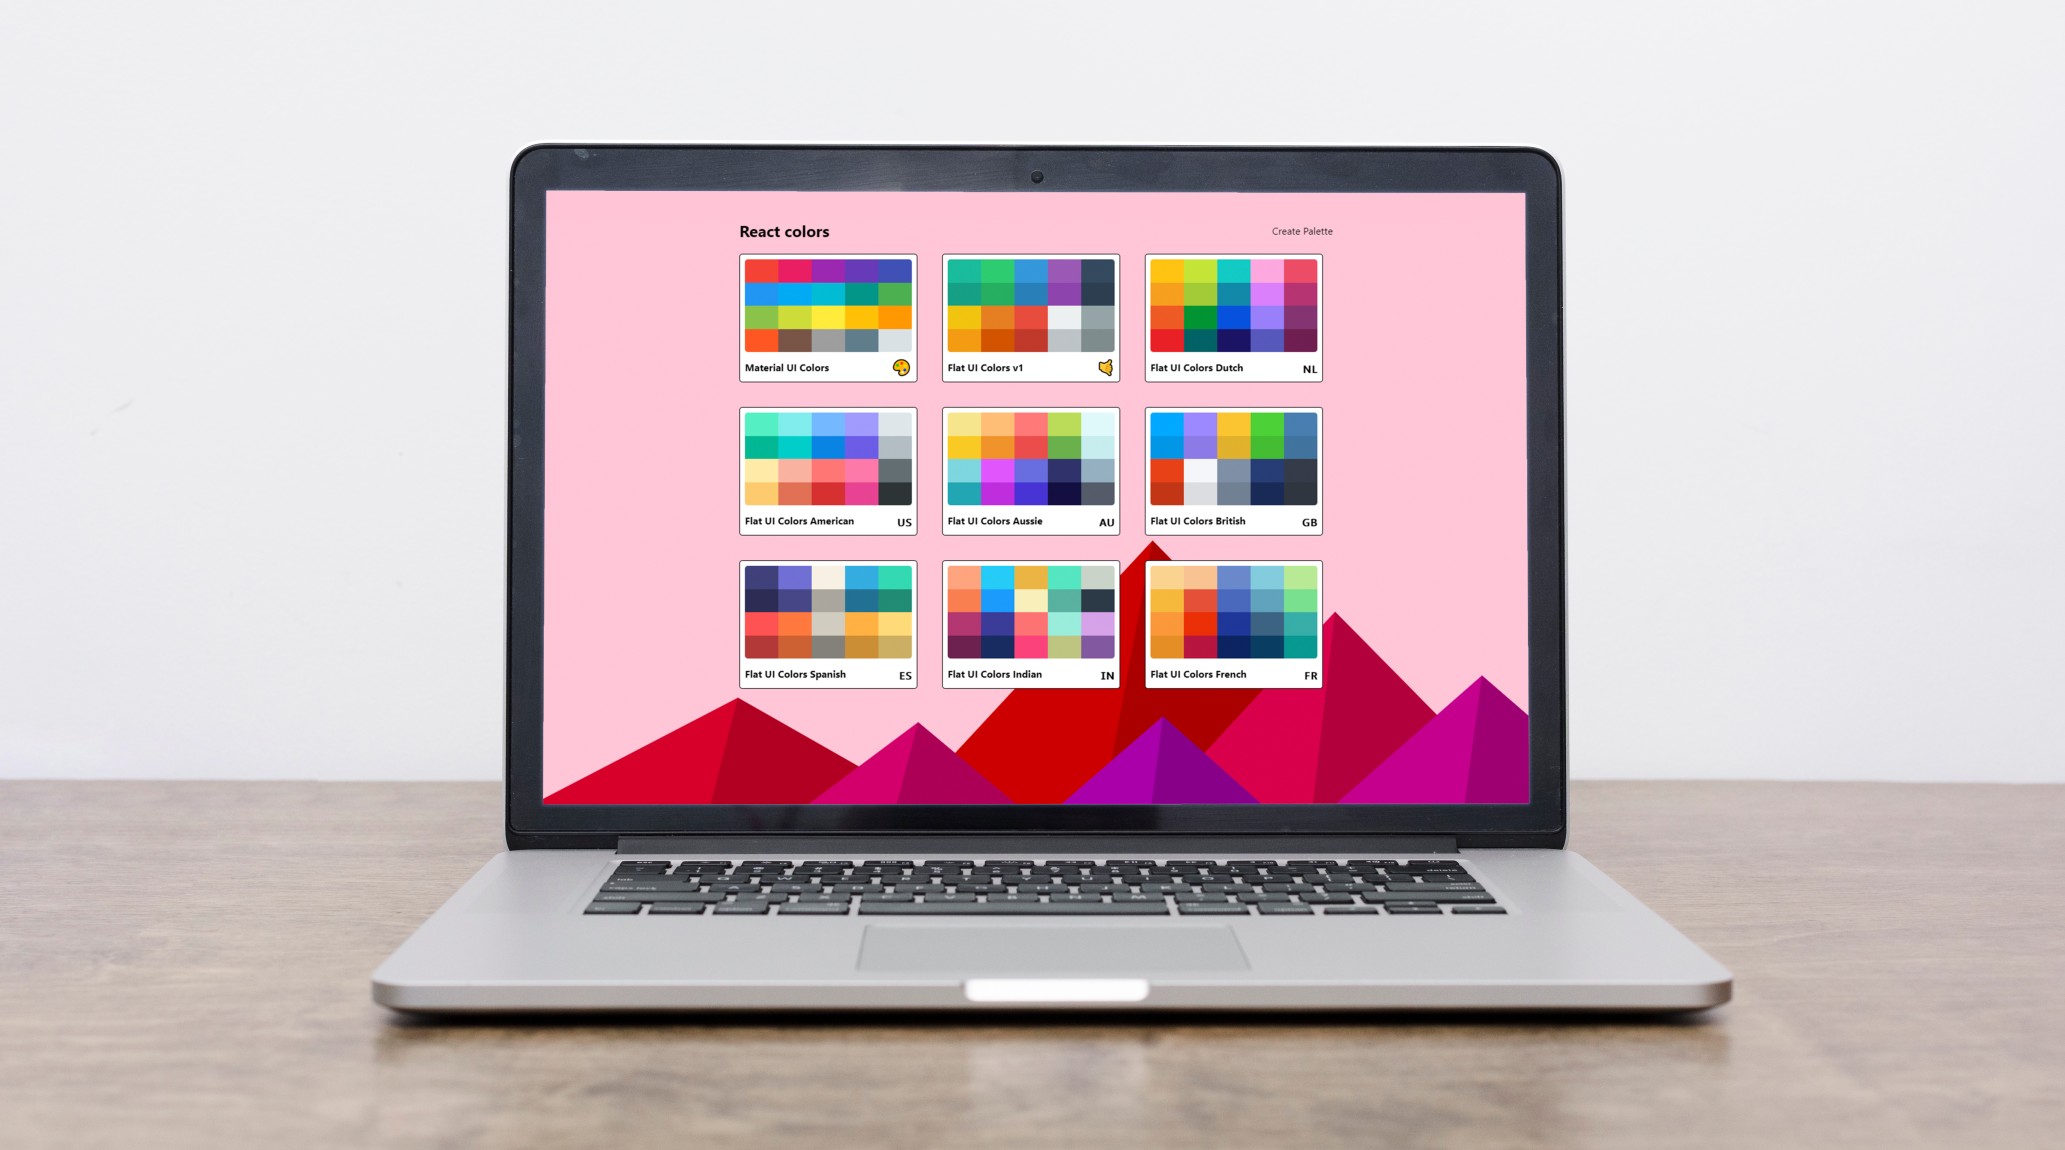 React colors
Create Palette
Material UI Colors
Flat UI Colors v1
Flat UI Colors Dutch NL
Flat UI Colors American US
Flat UI Colors Aussie AU
Flat UI Colors British GB
Flat UI Colors Spanish ES
Flat UI Colors Indian IN
Flat UI Colors French FR